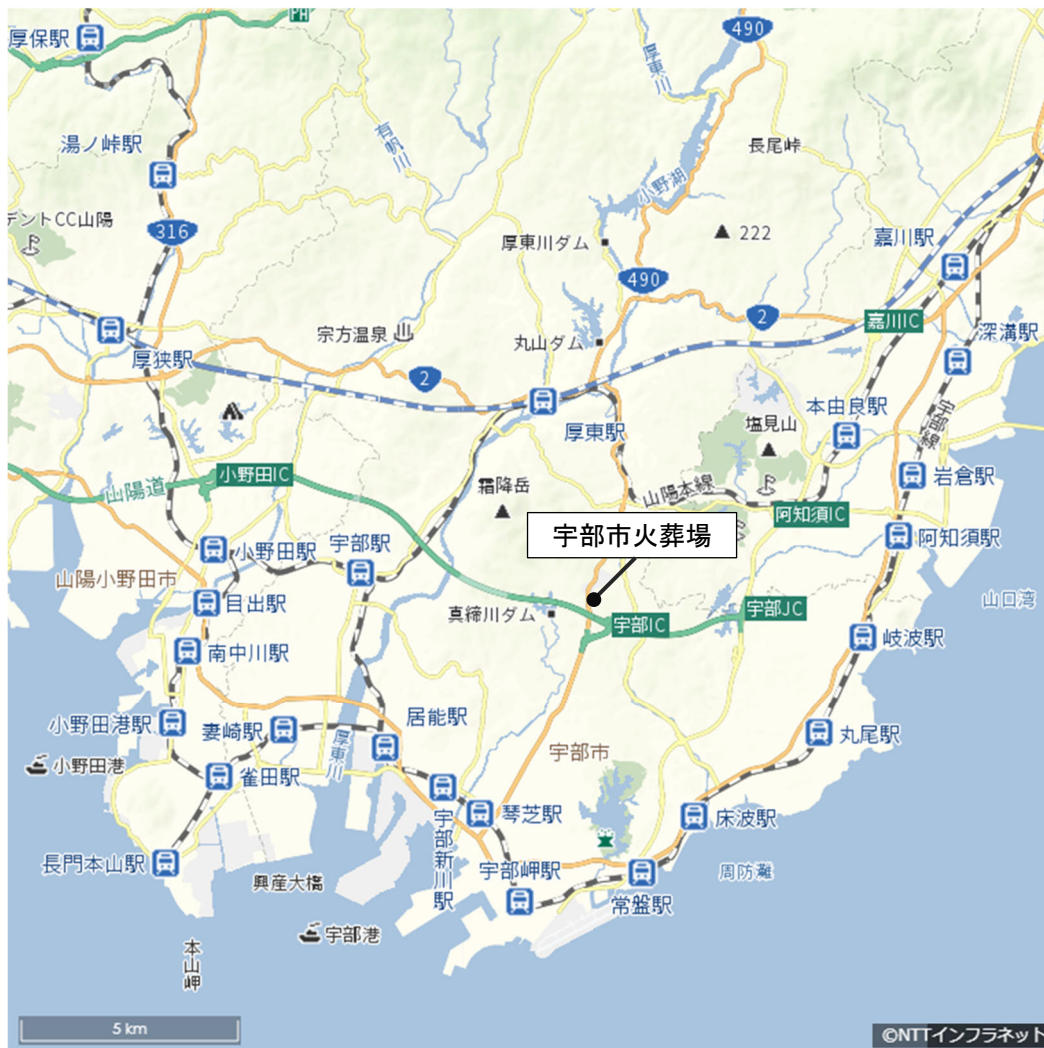 PA
厚保駅
490
厚東川
有帆川
湯ノ峠駅
長尾峠
小野湖
デントCC山陽
316
厚東川ダム
222
嘉川駅
490
2
嘉川IC
宗方温泉
丸山ダム
深溝駅
厚狭駅
2
厚東駅
本由良駅
塩見山
宇部線
小野田IC
山陽道
霜降岳
山陽本線
岩倉駅
阿知須IC
宇部市火葬場
阿知須駅
小野田駅
宇部駅
山陽小野田市
目出駅
真締川ダム
宇部IC
宇部JC
山口湾
岐波駅
南中川駅
小野田港駅
妻崎駅
居能駅
厚東川
丸尾駅
宇部市
小野田港
雀田駅
琴芝駅
床波駅
宇部新川駅
長門本山駅
宇部岬駅
周防灘
興産大橋
常盤駅
宇部港
本山岬
5 km
©NTTインフラネット